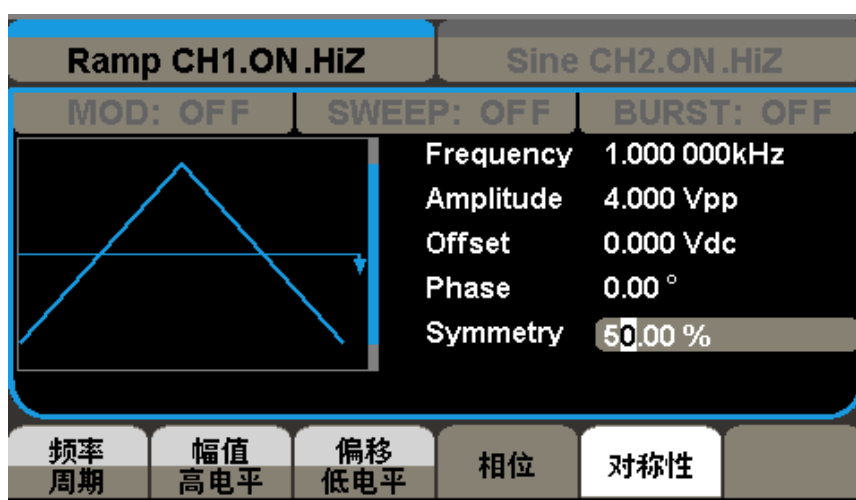 Ramp CH1.ON.HiZ
Sine CH2.ON.HiZ
MOD: OFF
SWEEP: OFF
BURST: OFF
Frequency 1.000 000kHz
Amplitude 4.000 Vpp
Offset 0.000 Vdc
Phase 0.00 °
Symmetry 50.00 %
频率
周期
幅值
高电平
偏移
低电平
相位
对称性